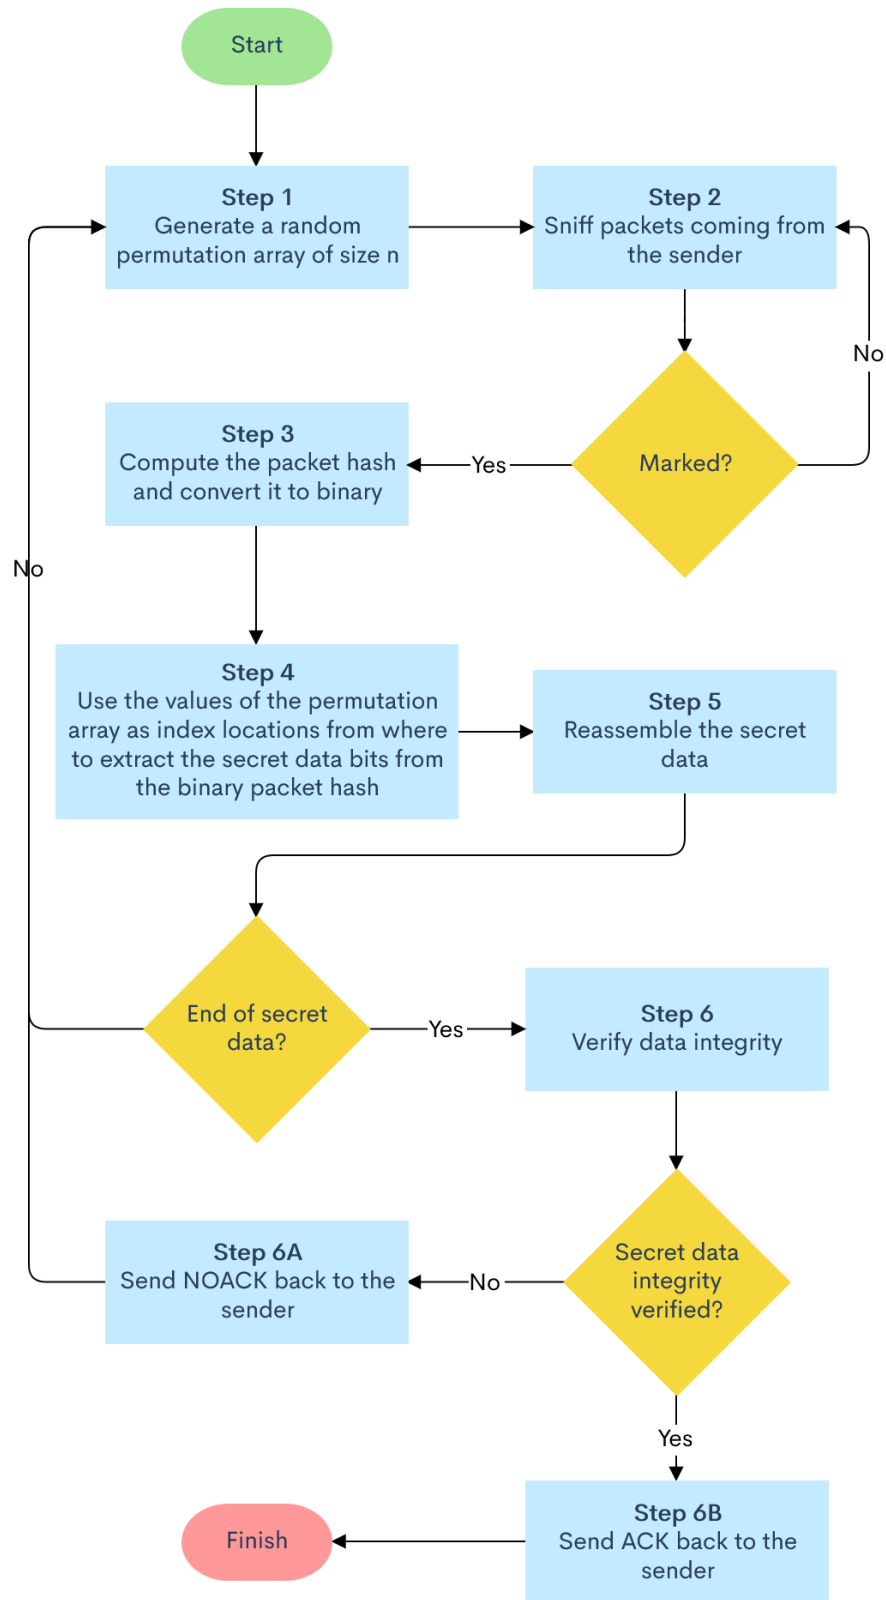 Start
Step 1
Generate a random
permutation array of size n
Step 2
Sniff packets coming from
the sender
No
Marked?
Yes
Step 3
Compute the packet hash
and convert it to binary
No
Step 4
Use the values of the permutation
array as index locations from where
to extract the secret data bits from
the binary packet hash
Step 5
Reassemble the secret
data
End of secret
data?
Yes
Step 6
Verify data integrity
Secret data
integrity
verified?
No
Step 6A
Send NOACK back to the
sender
Yes
Step 6B
Send ACK back to the
sender
Finish